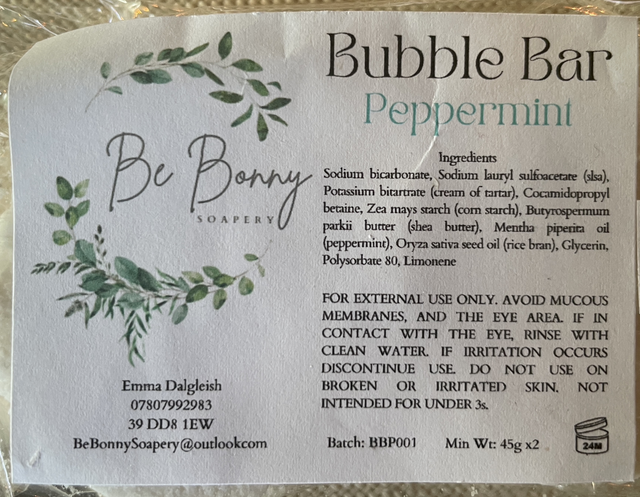 Be Bonny
SOAPERY
Emma Dalgleish
07807992983
39 DD8 1EW
BeBonnySoapery@outlookcom
Bubble Bar
Peppermint
Ingredients
Sodium bicarbonate, Sodium lauryl sulfoacetate (slsa),
Potassium bitartrate (cream of tartar), Cocamidopropyl
betaine, Zea mays starch (corn starch), Butyrospermum
parkii butter (shea butter), Mentha piperita oil
(peppermint), Oryza sativa seed oil (rice bran), Glycerin,
Polysorbate 80, Limonene
FOR EXTERNAL USE ONLY. AVOID MUCOUS
MEMBRANES, AND THE EYE AREA. IF IN
CONTACT WITH THE EYE, RINSE WITH
CLEAN WATER. IF IRRITATION OCCURS
DISCONTINUE USE. DO NOT USE ON
BROKEN OR IRRITATED SKIN. NOT
INTENDED FOR UNDER 3s.
Batch: BBP001 Min Wt: 45g x2
24M